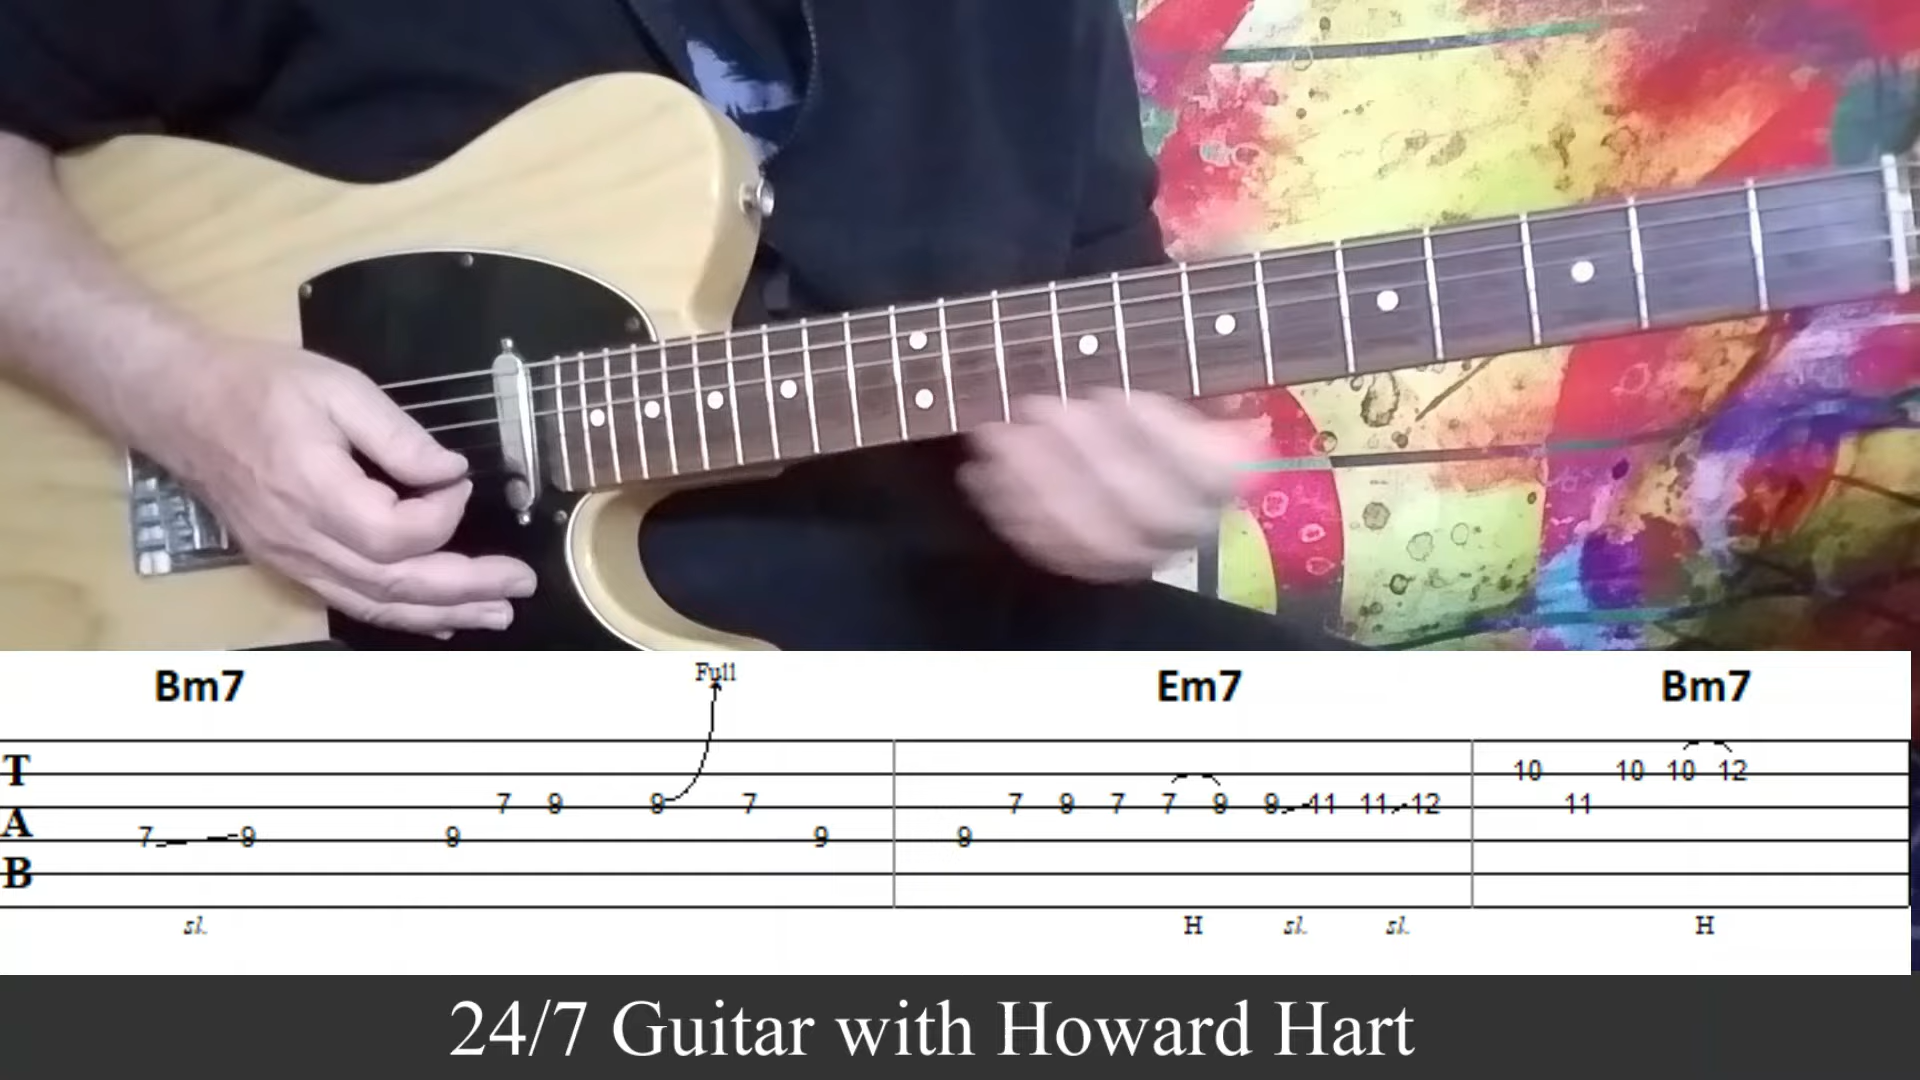 Full
Bm7 Em7 Bm7
T 10 10 10 12
7 9 9 7 7 9 7 7 9 9 11 11 12 11
A
7 9 9 9 9
B
sl. H sl. sl. H
24/7 Guitar with Howard Hart